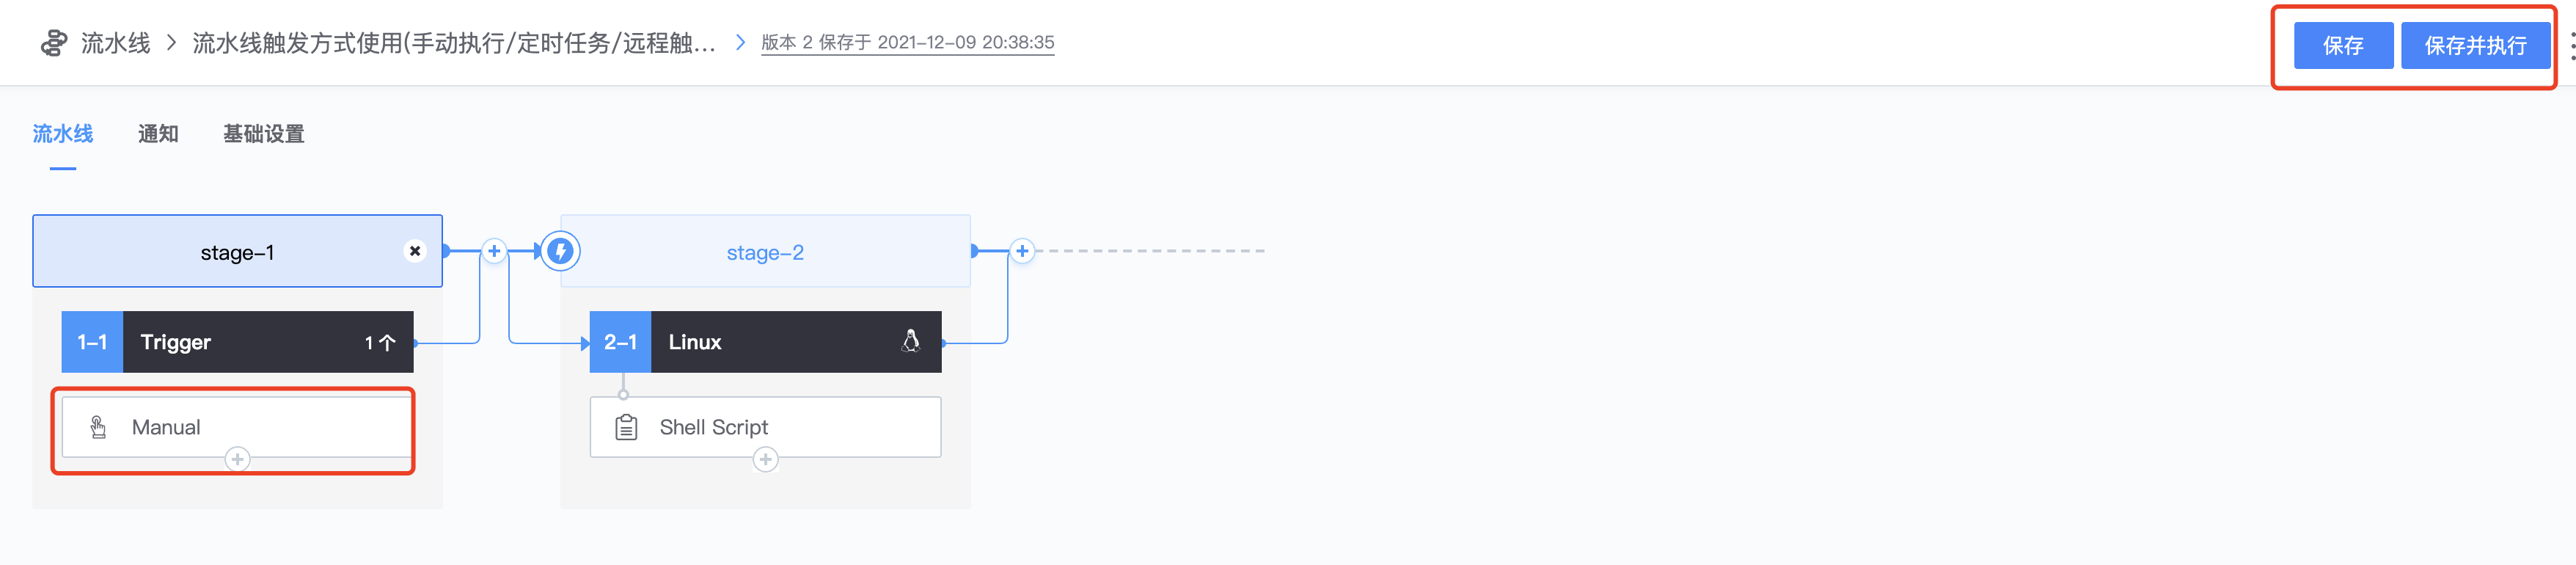 流水线 > 流水线触发方式使用(手动执行/定时任务/远程触... > 版本 2 保存于 2021-12-09 20:38:35
保存 保存并执行
流水线 通知 基础设置
stage-1 stage-2
1-1 Trigger 1个 2-1 Linux
Manual Shell Script